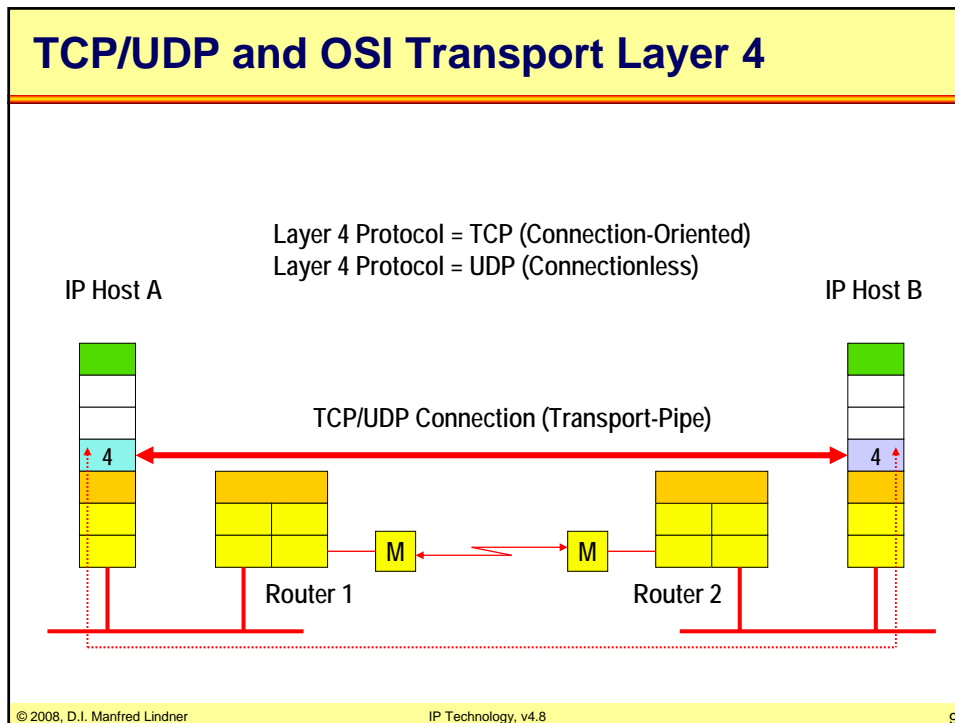 TCP/UDP and OSI Transport Layer 4
Layer 4 Protocol = TCP (Connection-Oriented)
Layer 4 Protocol = UDP (Connectionless)
IP Host A
IP Host B
TCP/UDP Connection (Transport-Pipe)
4
4
M
M
Router 1
Router 2
© 2008, D.I. Manfred Lindner
IP Technology, v4.8
9